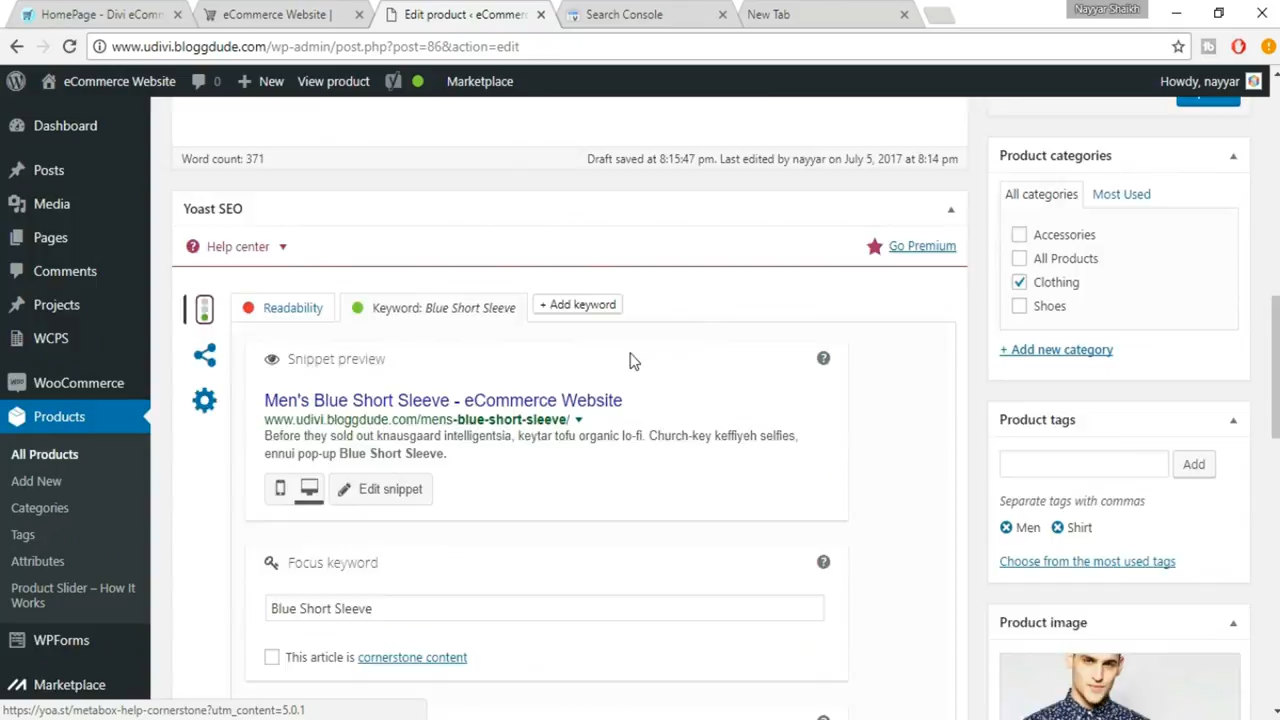 HomePage - Divi eComm
eCommerce Website |
Edit product ‹ eCommerc
Search Console
New Tab
Nayyar Shaikh
www.udivi.bloggdude.com/wp-admin/post.php?post=86&action=edit
eCommerce Website
0
New
View product
Marketplace
Howdy, nayyar
Dashboard
Posts
Media
Pages
Comments
Projects
WCPS
WooCommerce
Products
All Products
Add New
Categories
Tags
Attributes
Product Slider – How It
Works
WPForms
Marketplace
Word count: 371
Draft saved at 8:15:47 pm. Last edited by nayyar on July 5, 2017 at 8:14 pm
Yoast SEO
Help center
Go Premium
Readability
Keyword: Blue Short Sleeve
+ Add keyword
Snippet preview
Men's Blue Short Sleeve - eCommerce Website
www.udivi.bloggdude.com/mens-blue-short-sleeve/
Before they sold out knausgaard intelligentsia, keytar tofu organic lo-fi. Church-key keffiyeh selfies,
ennui pop-up Blue Short Sleeve.
Edit snippet
Focus keyword
Blue Short Sleeve
This article is cornerstone content
Product categories
All categories
Most Used
Accessories
All Products
Clothing
Shoes
+ Add new category
Product tags
Add
Separate tags with commas
Men
Shirt
Choose from the most used tags
Product image
https://yoa.st/metabox-help-cornerstone?utm_content=5.0.1